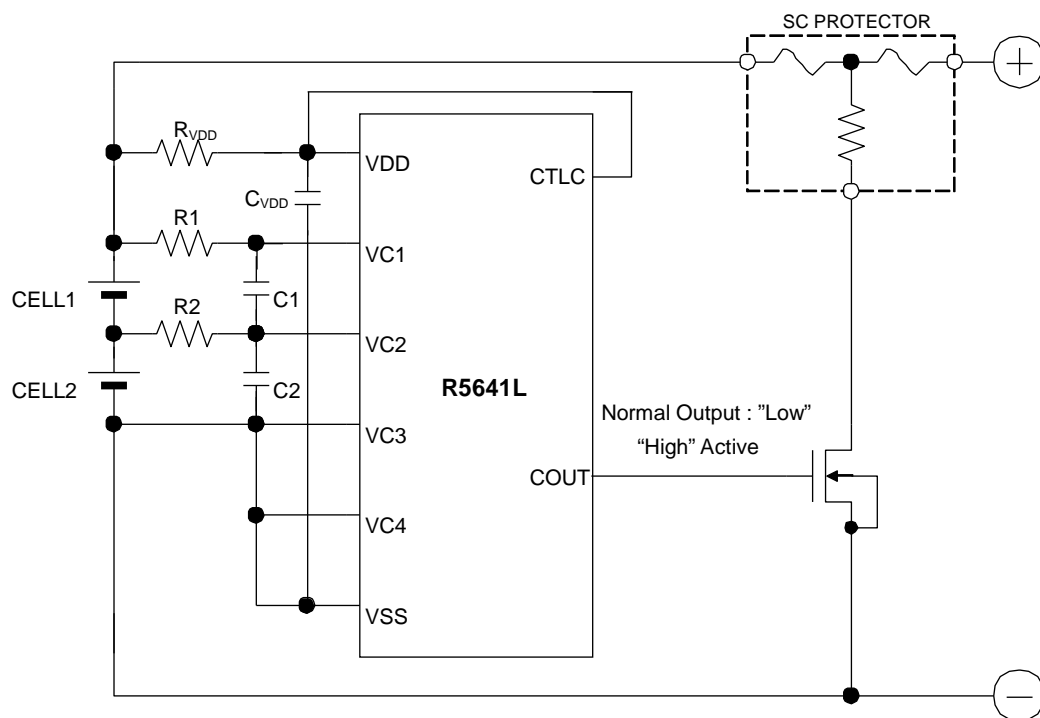 SC PROTECTOR
RVDD
VDD
CTLC
CVDD
R1
VC1
CELL1
C1
R2
VC2
CELL2
C2
R5641L
VC3
Normal Output : ”Low”
“High” Active
COUT
VC4
VSS